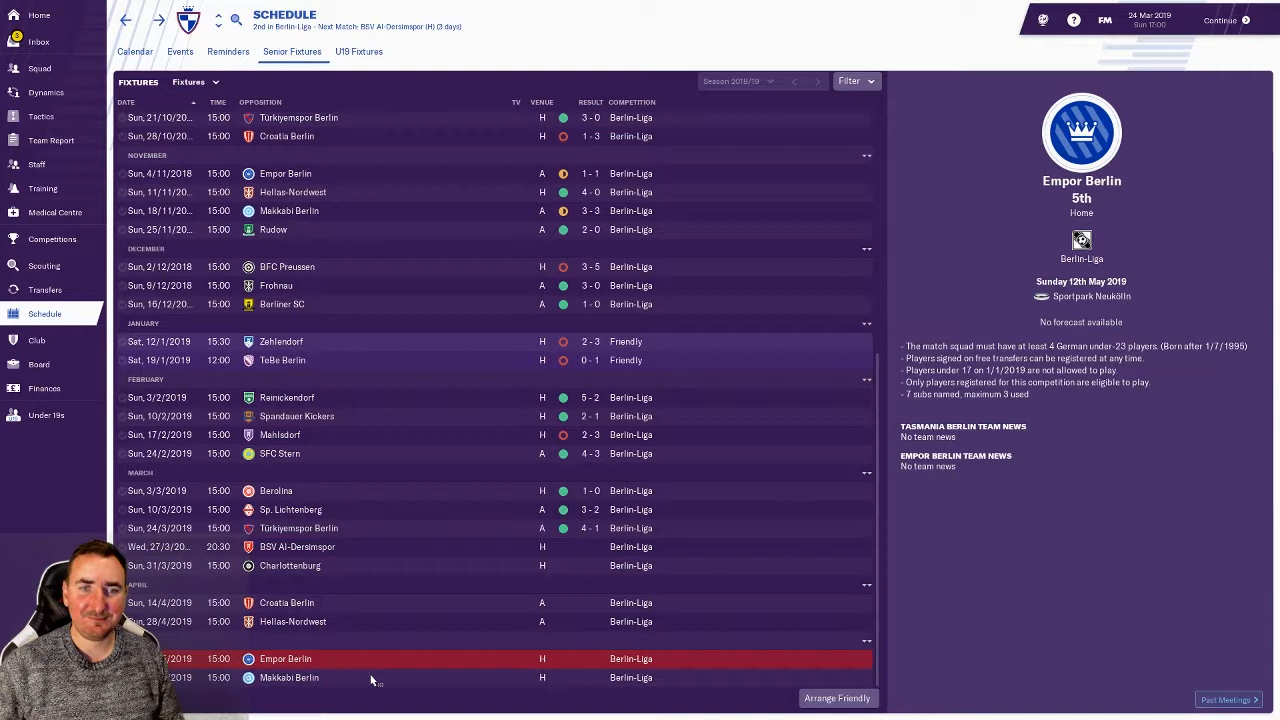 Home
Inbox
3
Squad
Dynamics
Tactics
Team Report
Staff
Training
Medical Centre
Competitions
Scouting
Transfers
Schedule
Club
Board
Finances
Under 19s
SCHEDULE
2nd in Berlin-Liga - Next Match: BSV Al-Dersimspor (H) (3 days)
FM
24 Mar 2019
Sun 17:00
Continue
Calendar Events Reminders Senior Fixtures U19 Fixtures
FIXTURES Fixtures Season 2018/19 Filter
DATE TIME OPPOSITION TV VENUE RESULT COMPETITION
Sun, 21/10/20... 15:00 Türkiyemspor Berlin H 3 - 0 Berlin-Liga
Sun, 28/10/20... 15:00 Croatia Berlin H 1 - 3 Berlin-Liga
NOVEMBER
Sun, 4/11/2018 15:00 Empor Berlin A 1 - 1 Berlin-Liga
Sun, 11/11/20... 15:00 Hellas-Nordwest H 4 - 0 Berlin-Liga
Sun, 18/11/20... 15:00 Makkabi Berlin A 3 - 3 Berlin-Liga
Sun, 25/11/20... 15:00 Rudow A 2 - 0 Berlin-Liga
DECEMBER
Sun, 2/12/2018 15:00 BFC Preussen H 3 - 5 Berlin-Liga
Sun, 9/12/2018 15:00 Frohnau A 3 - 0 Berlin-Liga
Sun, 16/12/20... 15:00 Berliner SC A 1 - 0 Berlin-Liga
JANUARY
Sat, 12/1/2019 15:30 Zehlendorf H 2 - 3 Friendly
Sat, 19/1/2019 12:00 TeBe Berlin H 0 - 1 Friendly
FEBRUARY
Sun, 3/2/2019 15:00 Reinickendorf H 5 - 2 Berlin-Liga
Sun, 10/2/2019 15:00 Spandauer Kickers H 2 - 1 Berlin-Liga
Sun, 17/2/2019 15:00 Mahlsdorf H 2 - 3 Berlin-Liga
Sun, 24/2/2019 15:00 SFC Stern A 4 - 3 Berlin-Liga
MARCH
Sun, 3/3/2019 15:00 Berolina H 1 - 0 Berlin-Liga
Sun, 10/3/2019 15:00 Sp. Lichtenberg A 3 - 2 Berlin-Liga
Sun, 24/3/2019 15:00 Türkiyemspor Berlin A 4 - 1 Berlin-Liga
Wed, 27/3/20... 20:30 BSV Al-Dersimspor H Berlin-Liga
Sun, 31/3/2019 15:00 Charlottenburg H Berlin-Liga
APRIL
Sun, 14/4/2019 15:00 Croatia Berlin A Berlin-Liga
Sun, 28/4/2019 15:00 Hellas-Nordwest A Berlin-Liga
/2019 15:00 Empor Berlin H Berlin-Liga
2019 15:00 Makkabi Berlin H Berlin-Liga
Arrange Friendly
Empor Berlin
5th
Home
Berlin-Liga
Sunday 12th May 2019
Sportpark Neukölln
No forecast available
- The match squad must have at least 4 German under-23 players. (Born after 1/7/1995)
- Players signed on free transfers can be registered at any time.
- Players under 17 on 1/1/2019 are not allowed to play.
- Only players registered for this competition are eligible to play.
- 7 subs named, maximum 3 used
TASMANIA BERLIN TEAM NEWS
No team news
EMPOR BERLIN TEAM NEWS
No team news
Past Meetings